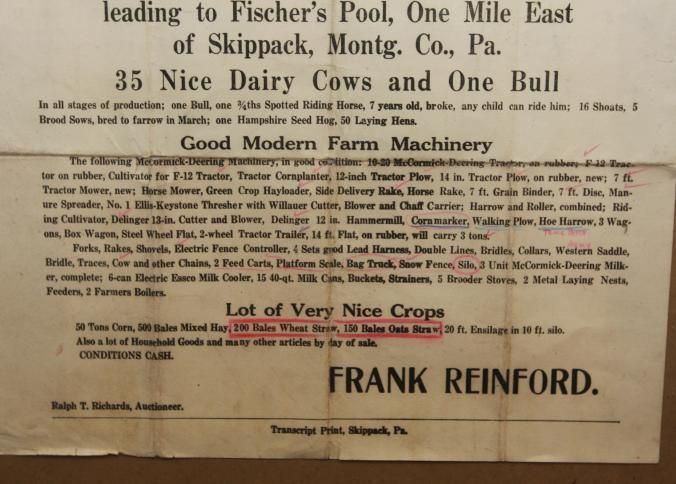 leading to Fischer's Pool, One Mile East
of Skippack, Montg. Co., Pa.
35 Nice Dairy Cows and One Bull
In all stages of production; one Bull, one ¾ths Spotted Riding Horse, 7 years old, broke, any child can ride him; 16 Shoats, 5
Brood Sows, bred to farrow in March; one Hampshire Seed Hog, 50 Laying Hens.
Good Modern Farm Machinery
The following McCormick-Deering Machinery, in good condition: 10-20 McCormick-Deering Tractor, on rubber; F-12 Trac-
tor on rubber, Cultivator for F-12 Tractor, Tractor Cornplanter, 12-inch Tractor Plow, 14 in. Tractor Plow, on rubber, new; 7 ft.
Tractor Mower, new; Horse Mower, Green Crop Hayloader, Side Delivery Rake, Horse Rake, 7 ft. Grain Binder, 7 ft. Disc, Man-
ure Spreader, No. 1 Ellis-Keystone Thresher with Willauer Cutter, Blower and Chaff Carrier; Harrow and Roller, combined; Rid-
ing Cultivator, Delinger 13-in. Cutter and Blower, Delinger 12 in. Hammermill, Cornmarker, Walking Plow, Hoe Harrow, 3 Wag-
ons, Box Wagon, Steel Wheel Flat, 2-wheel Tractor Trailer, 14 ft. Flat, on rubber, will carry 3 tons.
Forks, Rakes, Shovels, Electric Fence Controller, 4 Sets good Lead Harness, Double Lines, Bridles, Collars, Western Saddle,
Bridle, Traces, Cow and other Chains, 2 Feed Carts, Platform Scale, Bag Truck, Snow Fence, Silo, 3 Unit McCormick-Deering Milk-
er, complete; 6-can Electric Essco Milk Cooler, 15 40-qt. Milk Cans, Buckets, Strainers, 5 Brooder Stoves, 2 Metal Laying Nests,
Feeders, 2 Farmers Boilers.
Lot of Very Nice Crops
50 Tons Corn, 500 Bales Mixed Hay, 200 Bales Wheat Straw, 150 Bales Oats Straw, 20 ft. Ensilage in 10 ft. silo.
Also a lot of Household Goods and many other articles by day of sale.
CONDITIONS CASH.
FRANK REINFORD.
Ralph T. Richards, Auctioneer.
Transcript Print, Skippack, Pa.